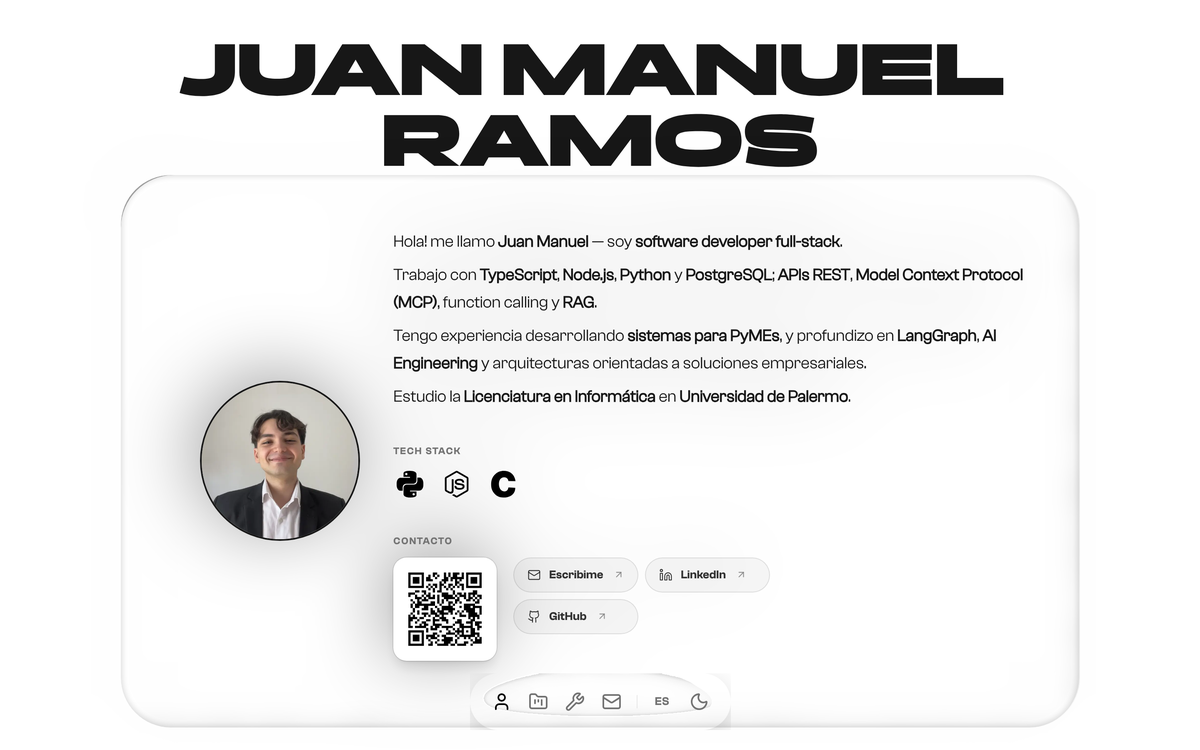 JUAN MANUEL
RAMOS
Hola! me llamo Juan Manuel — soy software developer full-stack.
Trabajo con TypeScript, Node.js, Python y PostgreSQL; APIs REST, Model Context Protocol
(MCP), function calling y RAG.
Tengo experiencia desarrollando sistemas para PyMEs, y profundizo en LangGraph, AI
Engineering y arquitecturas orientadas a soluciones empresariales.
Estudio la Licenciatura en Informática en Universidad de Palermo.
TECH STACK
JS C
CONTACTO
Escribime
LinkedIn
GitHub
ES